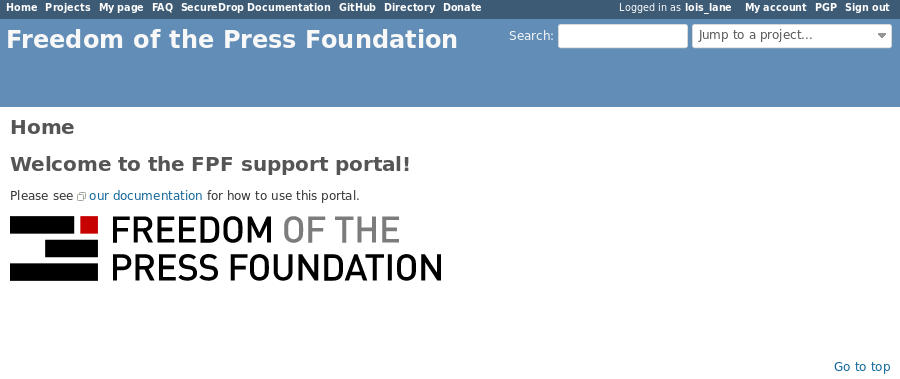 Home Projects My page FAQ SecureDrop Documentation GitHub Directory Donate Logged in as lois_lane My account PGP Sign out
Freedom of the Press Foundation Search: Jump to a project...
Home
Welcome to the FPF support portal!
Please see our documentation for how to use this portal.
FREEDOM OF THE
PRESS FOUNDATION
Go to top